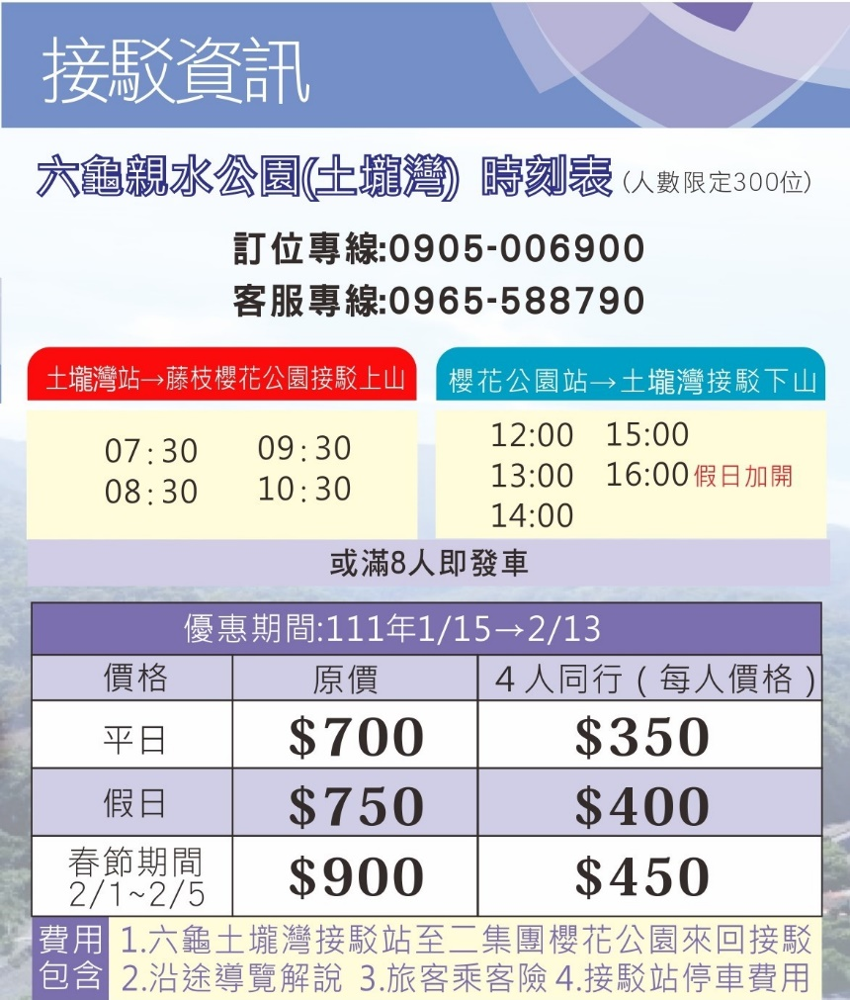 接駁資訊
六龜親水公園(土壠灣) 時刻表 (人數限定300位)
訂位專線:0905-006900
客服專線:0965-588790
土壠灣站→藤枝櫻花公園接駁上山
07:30 09:30
08:30 10:30
櫻花公園站→土壠灣接駁下山
12:00 15:00
13:00 16:00 假日加開
14:00
或滿8人即發車
優惠期間:111年1/15→2/13
價格 原價 4人同行(每人價格)
平日 $700 $350
假日 $750 $400
春節期間
2/1~2/5 $900 $450
費用
包含
1.六龜土壠灣接駁站至二集團櫻花公園來回接駁
2.沿途導覽解說 3.旅客乘客險 4.接駁站停車費用